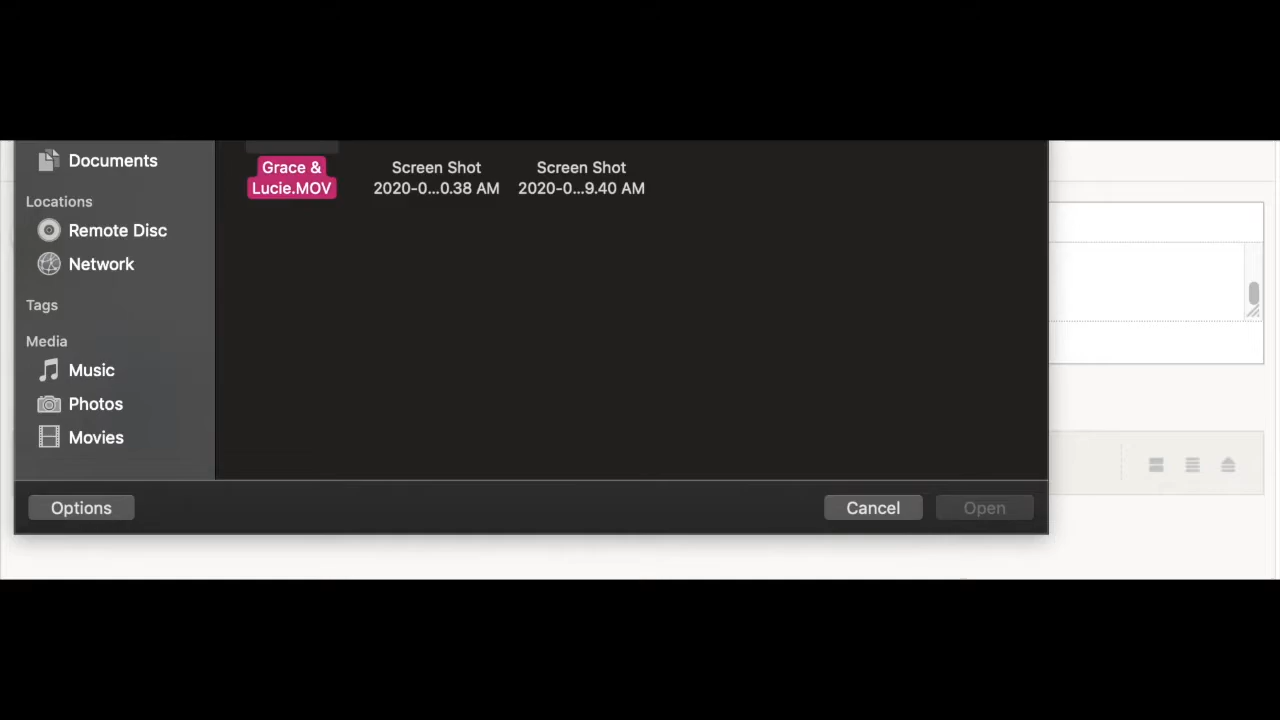 Documents
Grace &
Lucie.MOV
Screen Shot
2020-0...0.38 AM
Screen Shot
2020-0...9.40 AM
Locations
Remote Disc
Network
Tags
Media
Music
Photos
Movies
Options
Cancel
Open